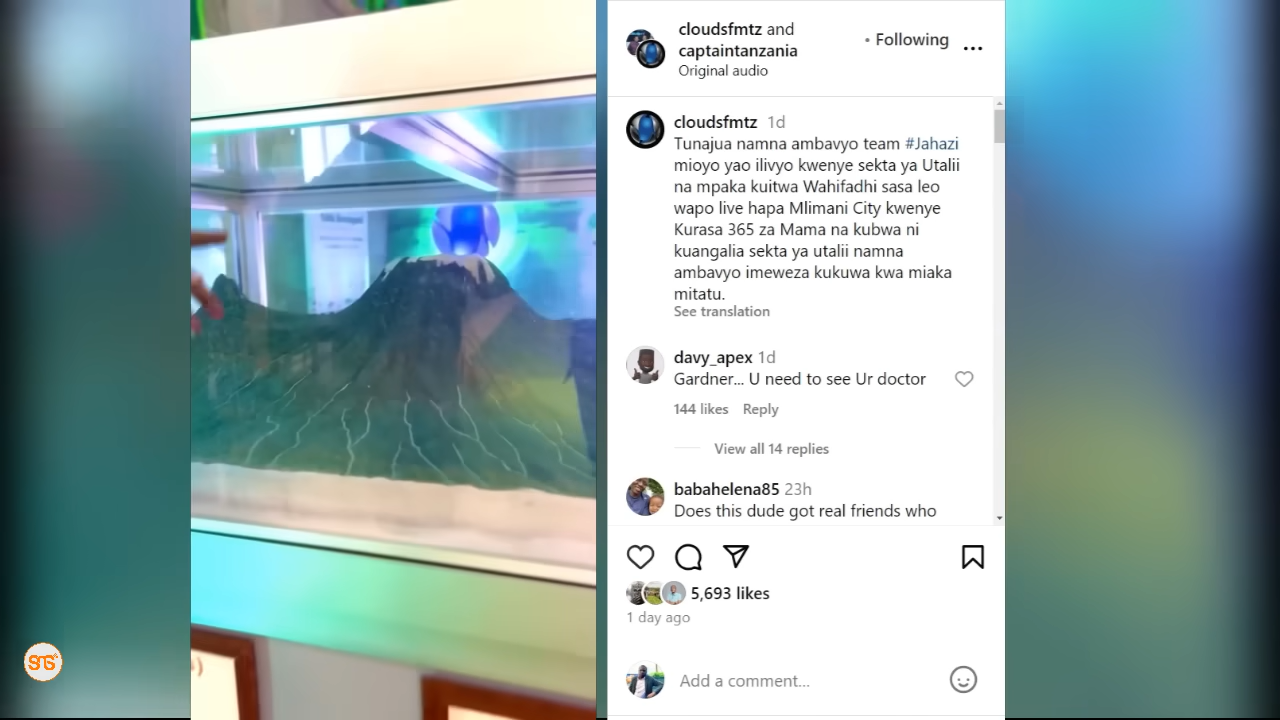 cloudsfmtz and
captaintanzania
• Following
Original audio
cloudsfmtz 1d
Tunajua namna ambavyo team #Jahazi
mioyo yao ilivyo kwenye sekta ya Utalii
na mpaka kuitwa Wahifadhi sasa leo
wapo live hapa Mlimani City kwenye
Kurasa 365 za Mama na kubwa ni
kuangalia sekta ya utalii namna
ambavyo imeweza kukuwa kwa miaka
mitatu.
See translation
davy_apex 1d
Gardner... U need to see Ur doctor
144 likes Reply
View all 14 replies
babahelena85 23h
Does this dude got real friends who
5,693 likes
1 day ago
Add a comment...
SnG